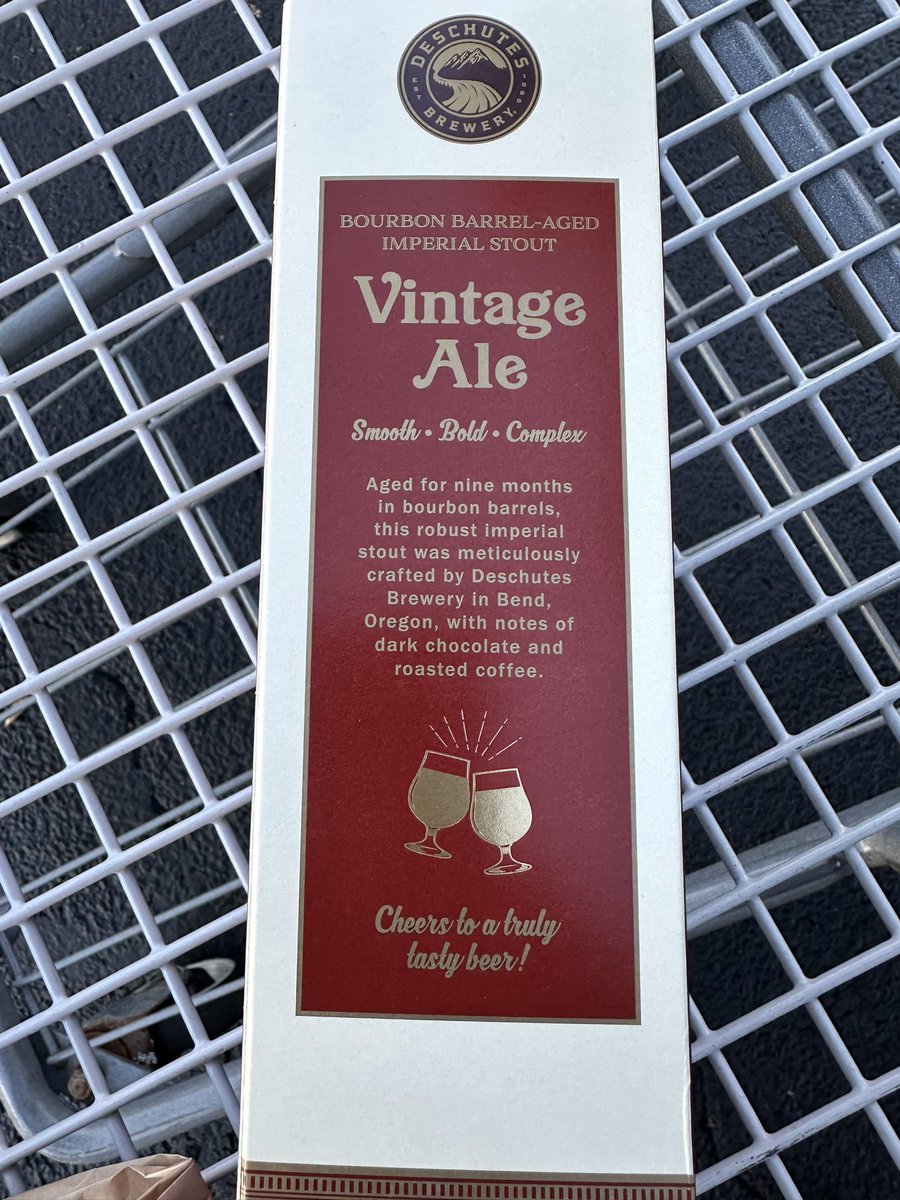 DESCHUTES
EST 1988
BREWERY
BOURBON BARREL-AGED
IMPERIAL STOUT
Vintage
Ale
Smooth • Bold • Complex
Aged for nine months
in bourbon barrels,
this robust imperial
stout was meticulously
crafted by Deschutes
Brewery in Bend,
Oregon, with notes of
dark chocolate and
roasted coffee.
Cheers to a truly
tasty beer!